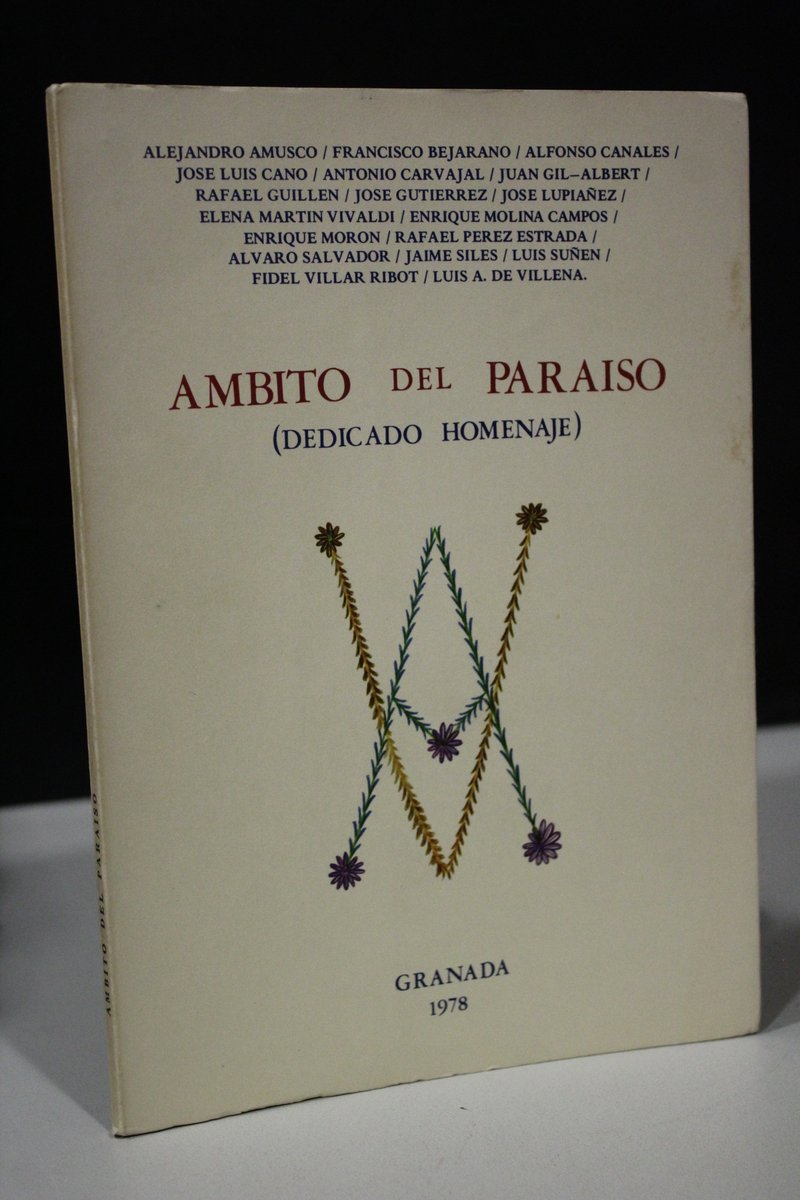 ALEJANDRO AMUSCO / FRANCISCO BEJARANO / ALFONSO CANALES /
JOSE LUIS CANO / ANTONIO CARVAJAL / JUAN GIL-ALBERT /
RAFAEL GUILLEN / JOSE GUTIERREZ / JOSE LUPIAÑEZ /
ELENA MARTIN VIVALDI / ENRIQUE MOLINA CAMPOS /
ENRIQUE MORON / RAFAEL PEREZ ESTRADA /
ALVARO SALVADOR / JAIME SILES / LUIS SUÑEN /
FIDEL VILLAR RIBOT / LUIS A. DE VILLENA.
AMBITO DEL PARAISO
(DEDICADO HOMENAJE)
GRANADA
1978
AMBITO DEL PARAISO